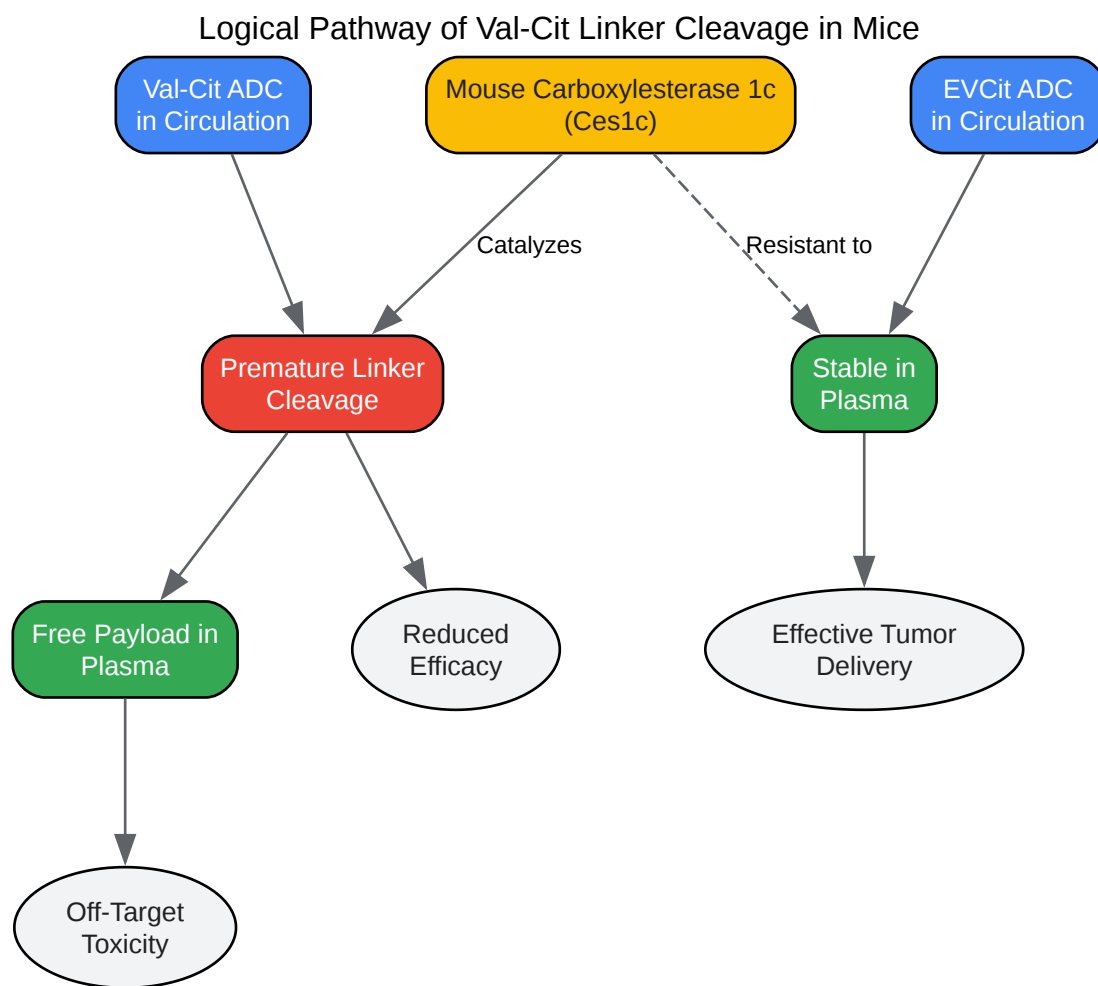 Logical Pathway of Val-Cit Linker Cleavage in Mice
Val-Cit ADC
in Circulation
Mouse Carboxylesterase 1c
(Ces1c)
EVCit ADC
in Circulation
Catalyzes
Resistant to
Premature Linker
Cleavage
Stable in
Plasma
Free Payload in
Plasma
Reduced
Efficacy
Effective Tumor
Delivery
Off-Target
Toxicity